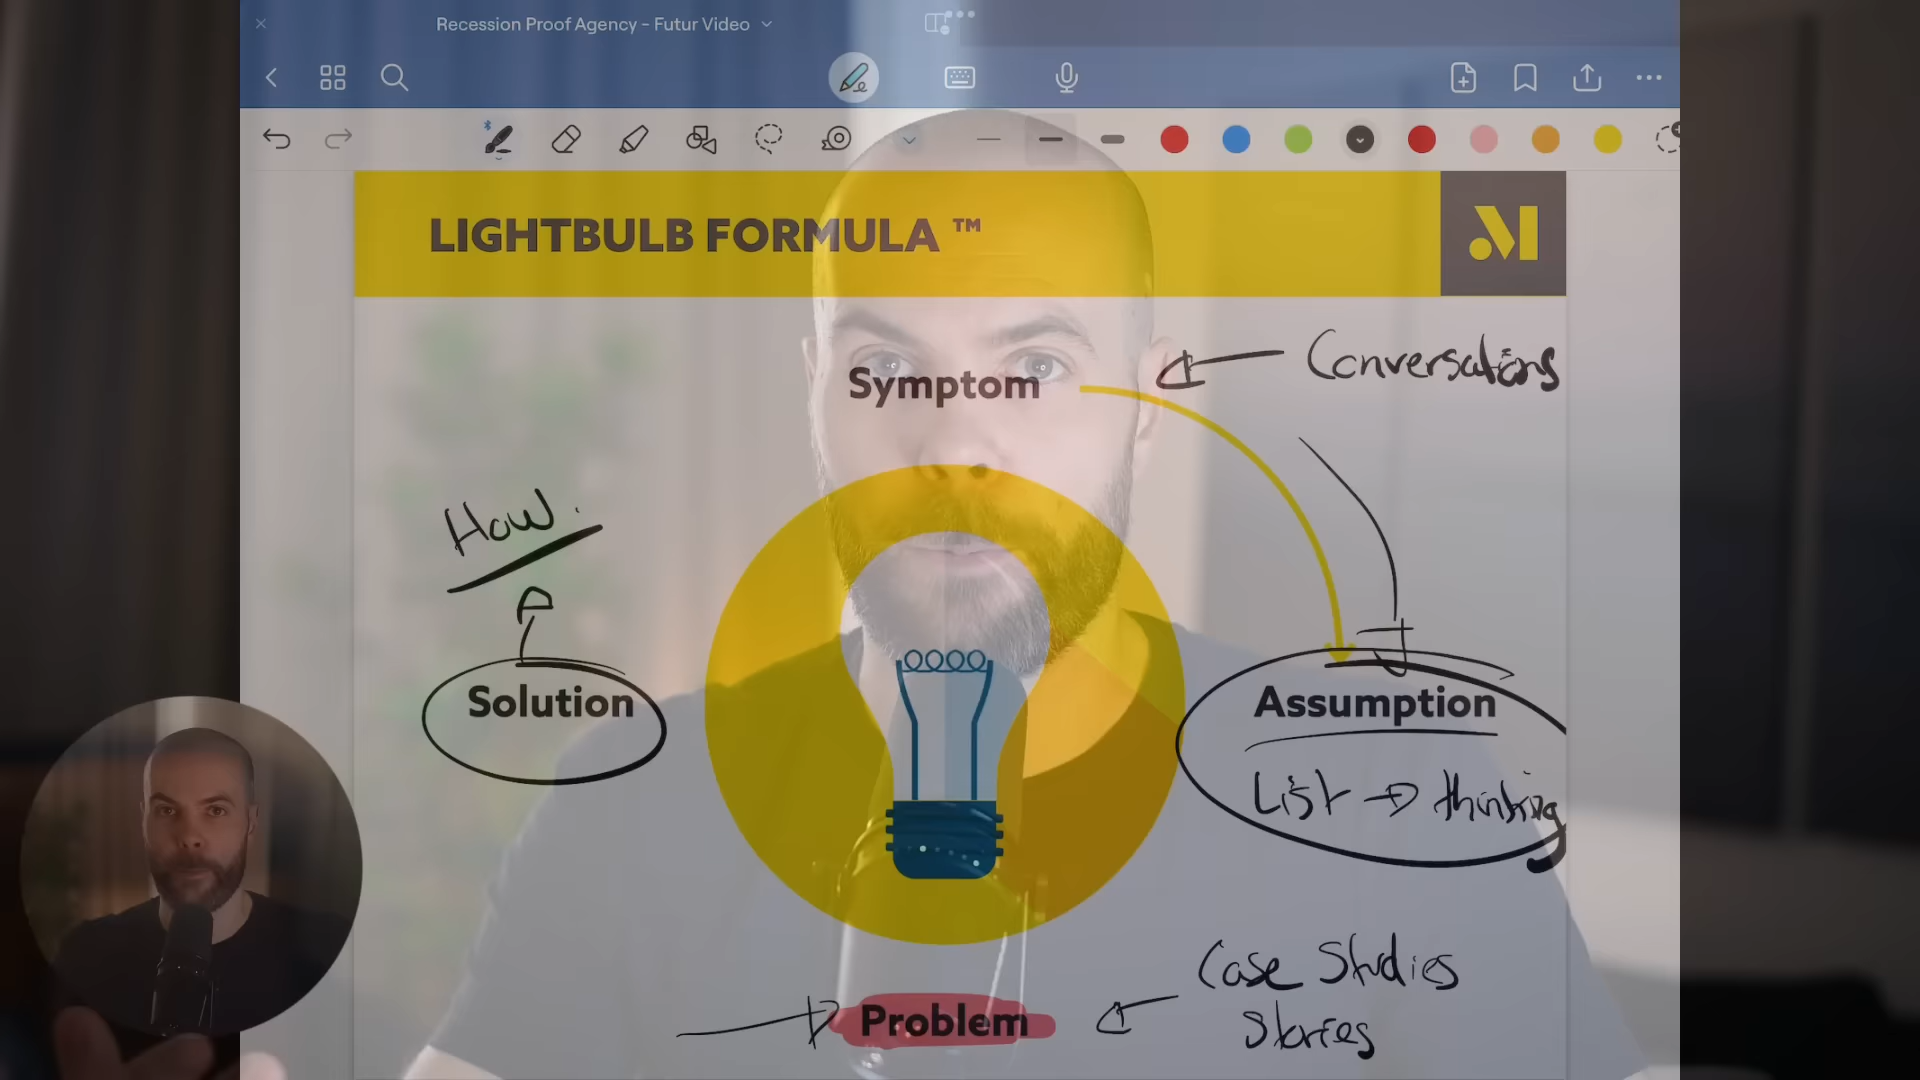 Recession Proof Agency - Futur Video
LIGHTBULB FORMULA ™
Symptom
Conversations
How.
Solution
Assumption
List → thinking
Case Studies
Stories
Problem